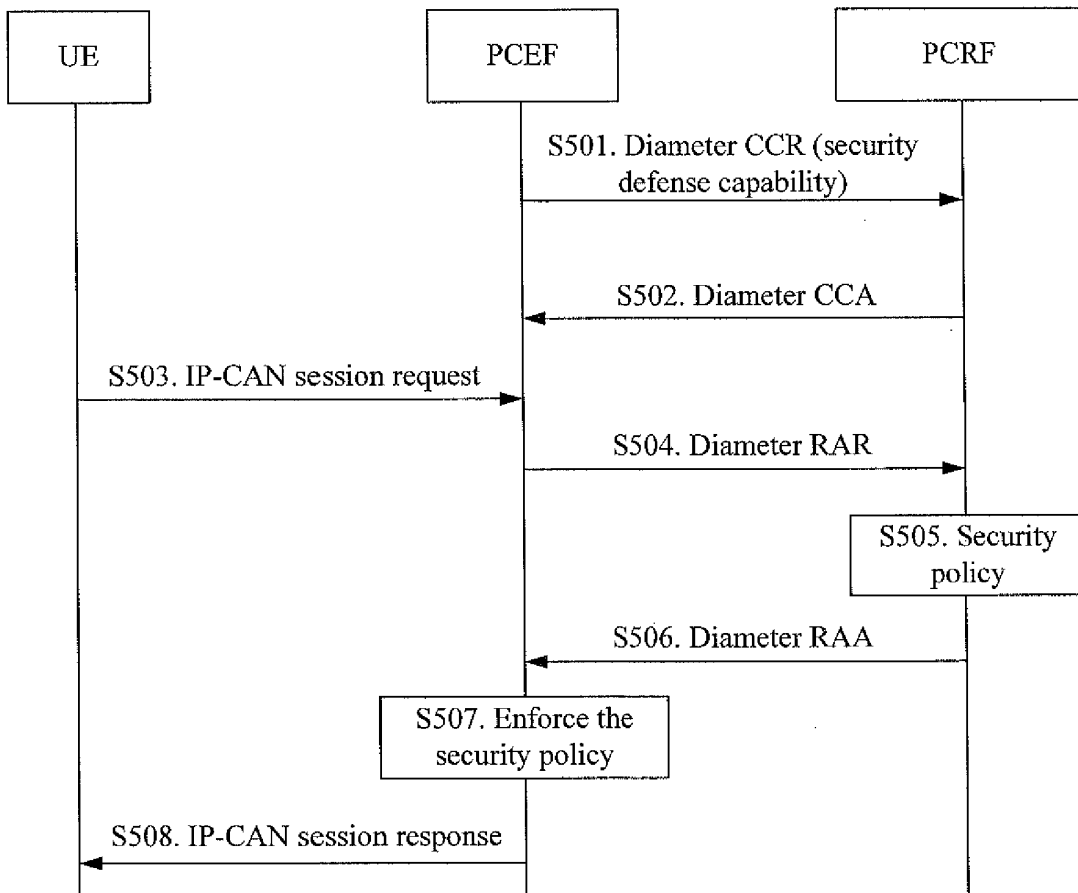 UE
PCEF
PCRF
S501. Diameter CCR (security
defense capability)
S502. Diameter CCA
S503. IP-CAN session request
S504. Diameter RAR
S505. Security
policy
S506. Diameter RAA
S507. Enforce the
security policy
S508. IP-CAN session response